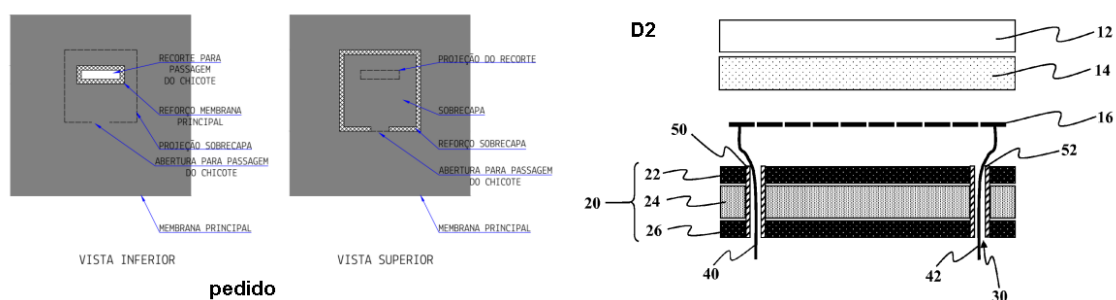 RECORTE PARA
PASSAGEM
DO CHICOTE
REFORÇO MEMBRANA
PRINCIPAL
PROJEÇÃO SOBRECAPA
ABERTURA PARA PASSAGEM
DO CHICOTE
MEMBRANA PRINCIPAL
VISTA INFERIOR
PROJEÇÃO DO RECORTE
SOBRECAPA
REFORÇO SOBRECAPA
ABERTURA PARA PASSAGEM
DO CHICOTE
MEMBRANA PRINCIPAL
VISTA SUPERIOR
pedido
D2
12
14
16
50
52
20
22
24
26
40
42
30